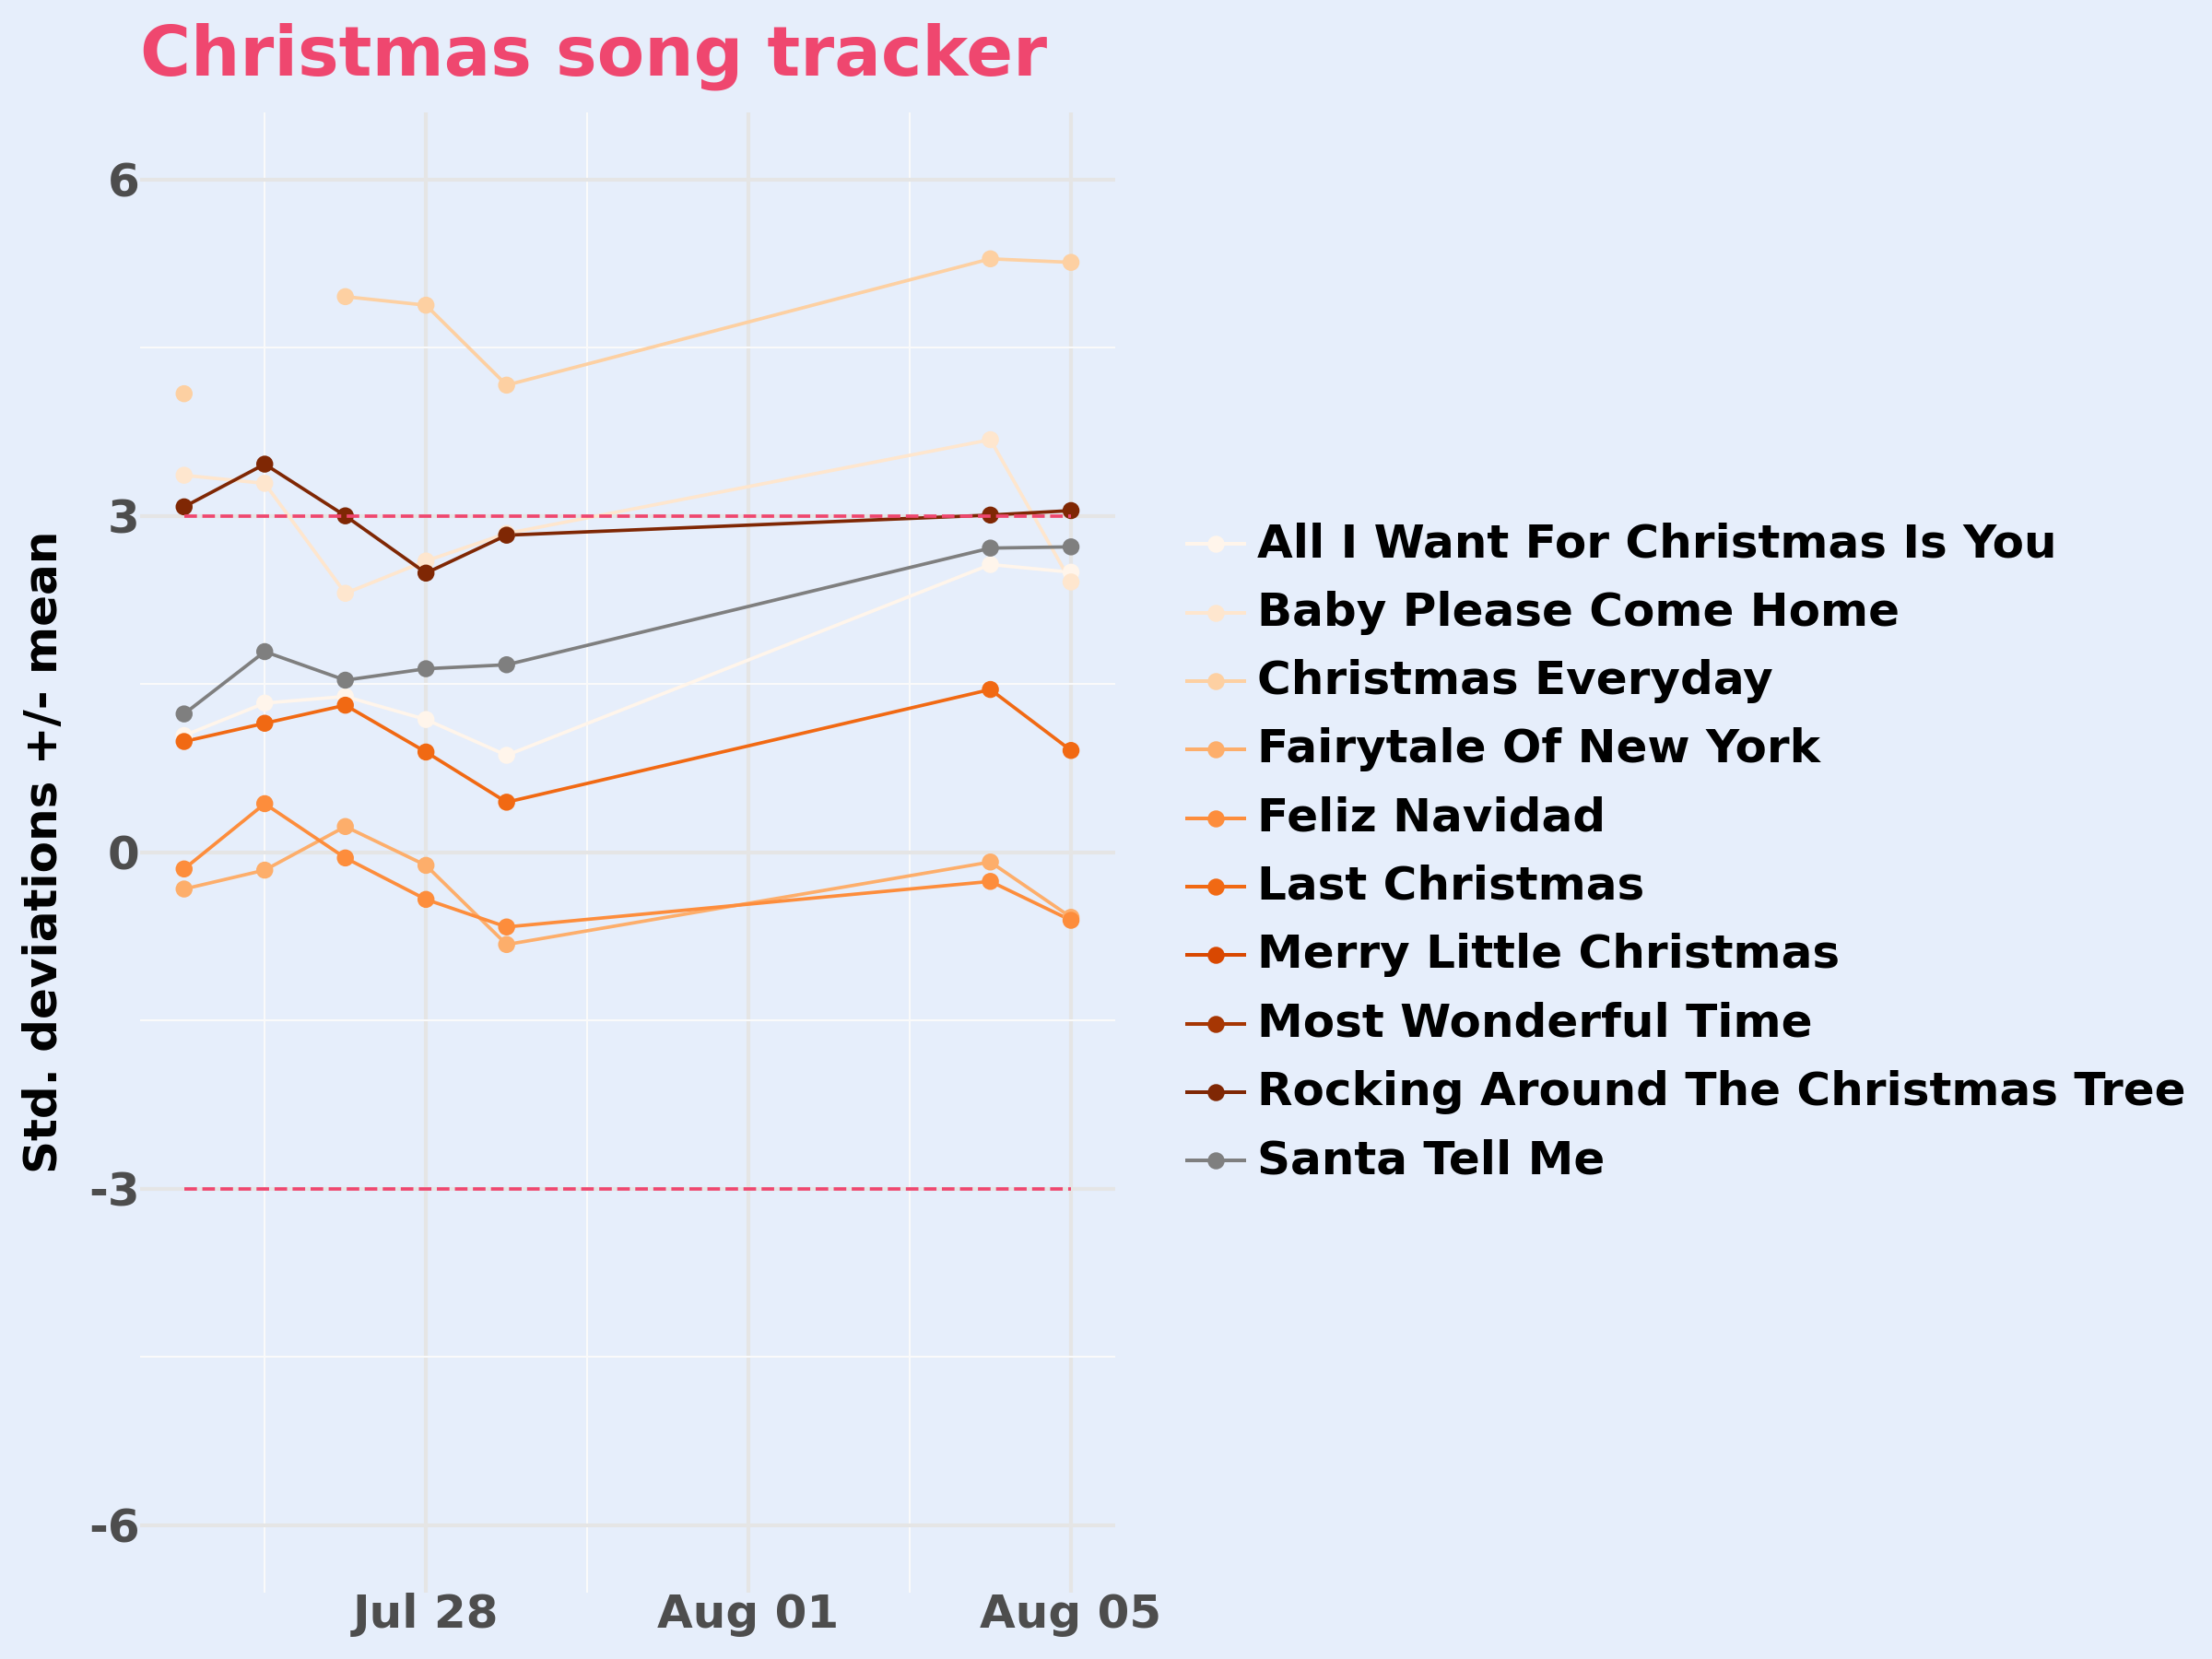 Christmas song tracker
Std. deviations +/- mean
6
3
0
-3
-6
Jul 28
Aug 01
Aug 05
All I Want For Christmas Is You
Baby Please Come Home
Christmas Everyday
Fairytale Of New York
Feliz Navidad
Last Christmas
Merry Little Christmas
Most Wonderful Time
Rocking Around The Christmas Tree
Santa Tell Me